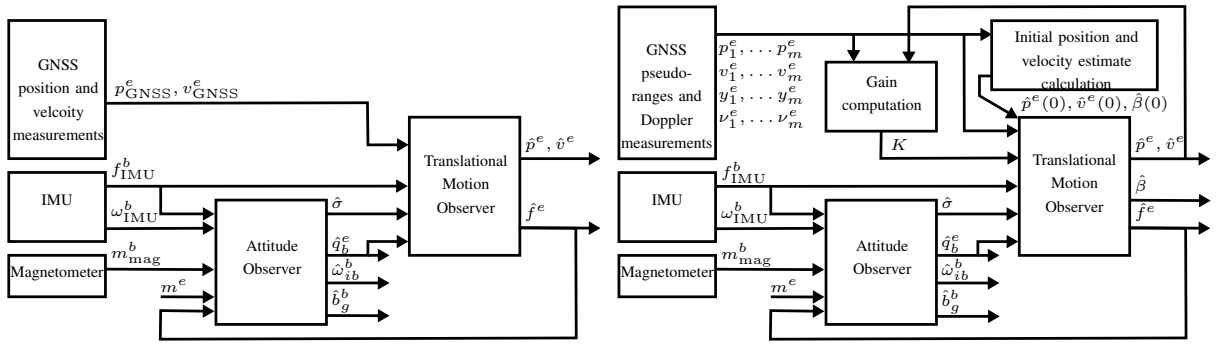 GNSS
position and
velcoity
measurements
p^e_GNSS, v^e_GNSS
IMU
f^b_IMU
ω^b_IMU
Magnetometer
m^b_mag
m^e
Attitude
Observer
σ̂
q̂^e_b
ω̂^b_ib
b̂^b_g
Translational
Motion
Observer
p̂^e, v̂^e
f̂^e
GNSS
pseudo-
ranges and
Doppler
measurements
p^e_1, … p^e_m
v^e_1, … v^e_m
y^e_1, … y^e_m
ν^e_1, … ν^e_m
Gain
computation
K
Initial position and
velocity estimate
calculation
p̂^e(0), v̂^e(0), β̂(0)
IMU
f^b_IMU
ω^b_IMU
Magnetometer
m^b_mag
m^e
Attitude
Observer
σ̂
q̂^e_b
ω̂^b_ib
b̂^b_g
Translational
Motion
Observer
p̂^e, v̂^e
β̂
f̂^e